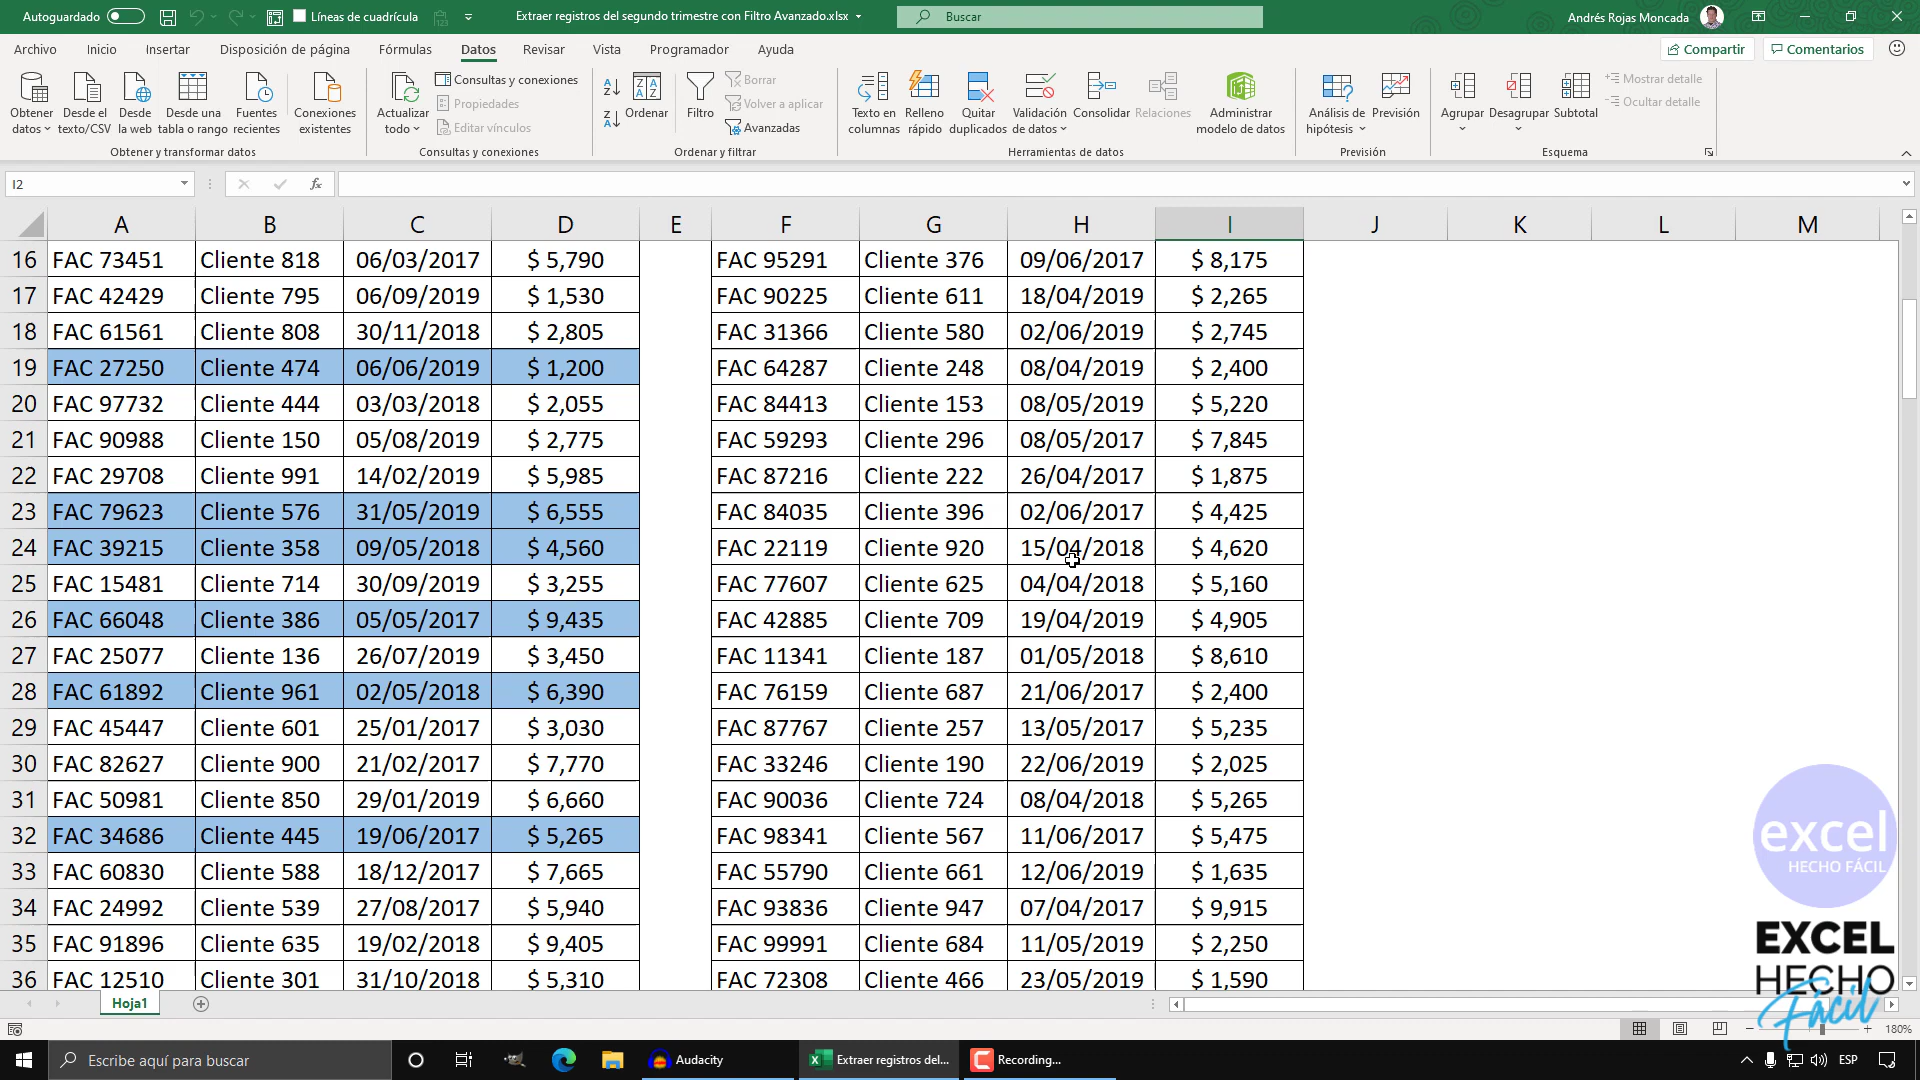 Autoguardado
Líneas de cuadrícula
Extraer registros del segundo trimestre con Filtro Avanzado.xlsx
Buscar
Andrés Rojas Moncada
Archivo Inicio Insertar Disposición de página Fórmulas Datos Revisar Vista Programador Ayuda
Compartir Comentarios
Obtener datos
Desde el texto/CSV
Desde la web
Desde una tabla o rango
Fuentes recientes
Conexiones existentes
Obtener y transformar datos
Actualizar todo
Consultas y conexiones
Propiedades
Editar vínculos
Consultas y conexiones
Ordenar
Filtro
Borrar
Volver a aplicar
Avanzadas
Ordenar y filtrar
Texto en columnas
Relleno rápido
Quitar duplicados
Validación de datos
Consolidar
Relaciones
Administrar modelo de datos
Herramientas de datos
Análisis de hipótesis
Previsión
Previsión
Agrupar
Desagrupar
Subtotal
Mostrar detalle
Ocultar detalle
Esquema
I2
fx
A B C D E F G H I J K L M
16 FAC 73451 Cliente 818 06/03/2017 $ 5,790 FAC 95291 Cliente 376 09/06/2017 $ 8,175
17 FAC 42429 Cliente 795 06/09/2019 $ 1,530 FAC 90225 Cliente 611 18/04/2019 $ 2,265
18 FAC 61561 Cliente 808 30/11/2018 $ 2,805 FAC 31366 Cliente 580 02/06/2019 $ 2,745
19 FAC 27250 Cliente 474 06/06/2019 $ 1,200 FAC 64287 Cliente 248 08/04/2019 $ 2,400
20 FAC 97732 Cliente 444 03/03/2018 $ 2,055 FAC 84413 Cliente 153 08/05/2019 $ 5,220
21 FAC 90988 Cliente 150 05/08/2019 $ 2,775 FAC 59293 Cliente 296 08/05/2017 $ 7,845
22 FAC 29708 Cliente 991 14/02/2019 $ 5,985 FAC 87216 Cliente 222 26/04/2017 $ 1,875
23 FAC 79623 Cliente 576 31/05/2019 $ 6,555 FAC 84035 Cliente 396 02/06/2017 $ 4,425
24 FAC 39215 Cliente 358 09/05/2018 $ 4,560 FAC 22119 Cliente 920 15/04/2018 $ 4,620
25 FAC 15481 Cliente 714 30/09/2019 $ 3,255 FAC 77607 Cliente 625 04/04/2018 $ 5,160
26 FAC 66048 Cliente 386 05/05/2017 $ 9,435 FAC 42885 Cliente 709 19/04/2019 $ 4,905
27 FAC 25077 Cliente 136 26/07/2019 $ 3,450 FAC 11341 Cliente 187 01/05/2018 $ 8,610
28 FAC 61892 Cliente 961 02/05/2018 $ 6,390 FAC 76159 Cliente 687 21/06/2017 $ 2,400
29 FAC 45447 Cliente 601 25/01/2017 $ 3,030 FAC 87767 Cliente 257 13/05/2017 $ 5,235
30 FAC 82627 Cliente 900 21/02/2017 $ 7,770 FAC 33246 Cliente 190 22/06/2019 $ 2,025
31 FAC 50981 Cliente 850 29/01/2019 $ 6,660 FAC 90036 Cliente 724 08/04/2018 $ 5,265
32 FAC 34686 Cliente 445 19/06/2017 $ 5,265 FAC 98341 Cliente 567 11/06/2017 $ 5,475
33 FAC 60830 Cliente 588 18/12/2017 $ 7,665 FAC 55790 Cliente 661 12/06/2019 $ 1,635
34 FAC 24992 Cliente 539 27/08/2017 $ 5,940 FAC 93836 Cliente 947 07/04/2017 $ 9,915
35 FAC 91896 Cliente 635 19/02/2018 $ 9,405 FAC 99991 Cliente 684 11/05/2019 $ 2,250
36 FAC 12510 Cliente 301 31/10/2018 $ 5,310 FAC 72308 Cliente 466 23/05/2019 $ 1,590
excel
HECHO FÁCIL
EXCEL
HECHO
Fácil
Hoja1
180%
Escribe aquí para buscar
Audacity
Extraer registros del...
Recording...
ESP